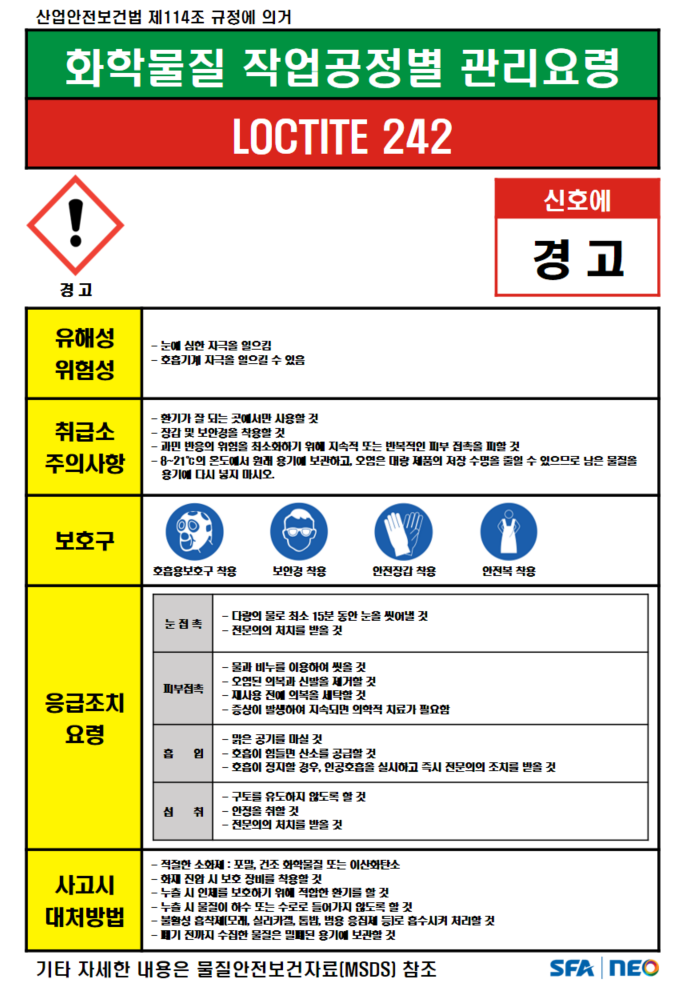 산업안전보건법 제114조 규정에 의거
화학물질 작업공정별 관리요령
LOCTITE 242
경 고
신호에
경 고
유해성
위험성
- 눈에 심한 자극을 일으킴
- 호흡기계 자극을 일으킬 수 있음
취급소
주의사항
- 환기가 잘 되는 곳에서만 사용할 것
- 장갑 및 보안경을 착용할 것
- 과민 반응의 위험을 최소화하기 위해 지속적 또는 반복적인 피부 접촉을 피할 것
- 8~21℃의 온도에서 원래 용기에 보관하고, 오염은 대량 제품의 저장 수명을 줄일 수 있으므로 남은 물질을
용기에 다시 넣지 마시오.
보호구
호흡용보호구 착용
보안경 착용
안전장갑 착용
안전복 착용
응급조치
요령
눈 접 촉
- 다량의 물로 최소 15분 동안 눈을 씻어낼 것
- 전문의의 처치를 받을 것
피부접촉
- 물과 비누를 이용하여 씻을 것
- 오염된 의복과 신발을 제거할 것
- 재사용 전에 의복을 세탁할 것
- 증상이 발생하여 지속되면 의학적 치료가 필요함
흡 입
- 맑은 공기를 마실 것
- 호흡이 힘들면 산소를 공급할 것
- 호흡이 정지할 경우, 인공호흡을 실시하고 즉시 전문의의 조치를 받을 것
섭 취
- 구토를 유도하지 않도록 할 것
- 안정을 취할 것
- 전문의의 처치를 받을 것
사고시
대처방법
- 적절한 소화제 : 포말, 건조 화학물질 또는 이산화탄소
- 화재 진압 시 보호 장비를 착용할 것
- 누출 시 인체를 보호하기 위해 적합한 환기를 할 것
- 누출 시 물질이 하수 또는 수로로 들어가지 않도록 할 것
- 불활성 흡착제(모래, 실리카겔, 톱밥, 범용 응집제 등)로 흡수시켜 처리할 것
- 폐기 전까지 수집한 물질은 밀폐된 용기에 보관할 것
기타 자세한 내용은 물질안전보건자료(MSDS) 참조
SFA NEO